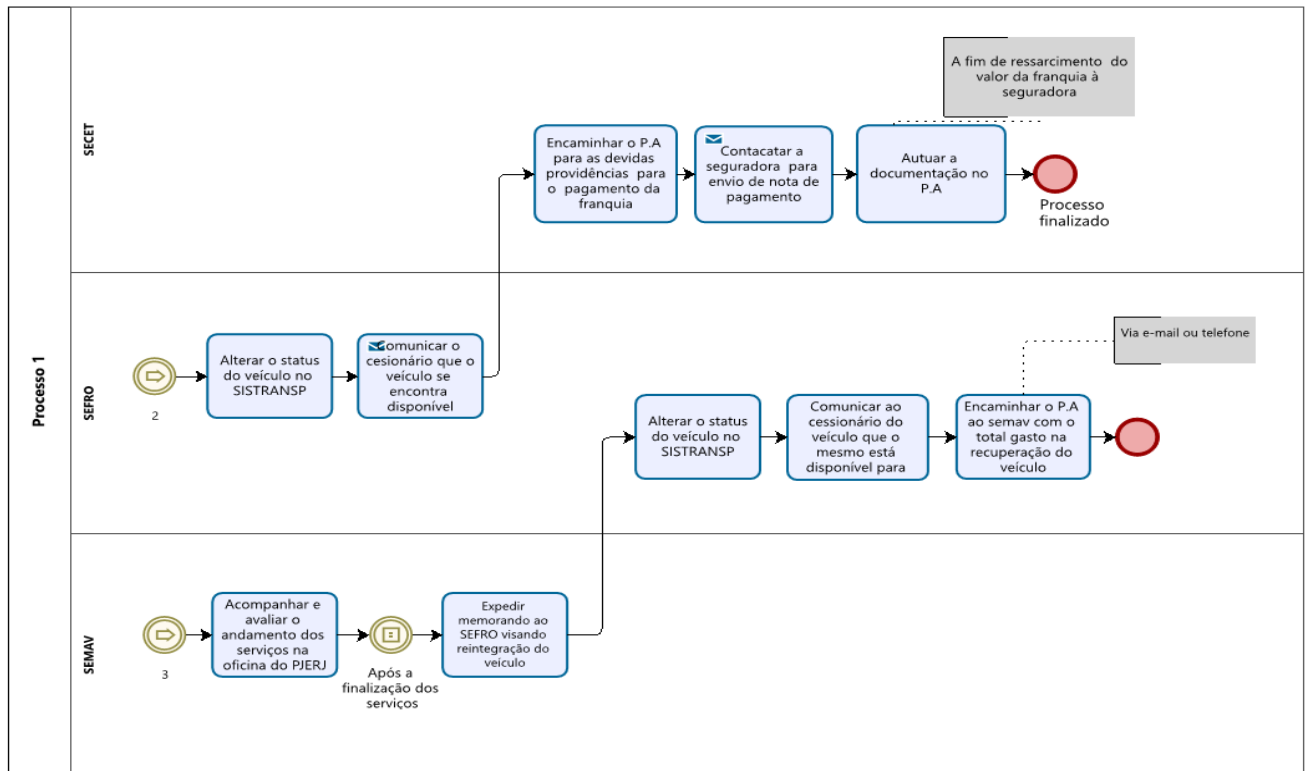 Processo 1
SECET
A fim de ressarcimento do
valor da franquia à
seguradora
Encaminhar o P.A
para as devidas
providências para
o pagamento da
franquia
Contacatar a
seguradora para
envio de nota de
pagamento
Autuar a
documentação no
P.A
Processo
finalizado
SEFRO
2
Alterar o status
do veículo no
SISTRANSP
Comunicar o
cesionário que o
veículo se
encontra
disponível
Via e-mail ou telefone
Alterar o status
do veículo no
SISTRANSP
Comunicar ao
cessionário do
veículo que o
mesmo está
disponível para
Encaminhar o P.A
ao semav com o
total gasto na
recuperação do
veículo
SEMAV
3
Acompanhar e
avaliar o
andamento dos
serviços na
oficina do PJERJ
Após a
finalização dos
serviços
Expedir
memorando ao
SEFRO visando
reintegração do
veículo